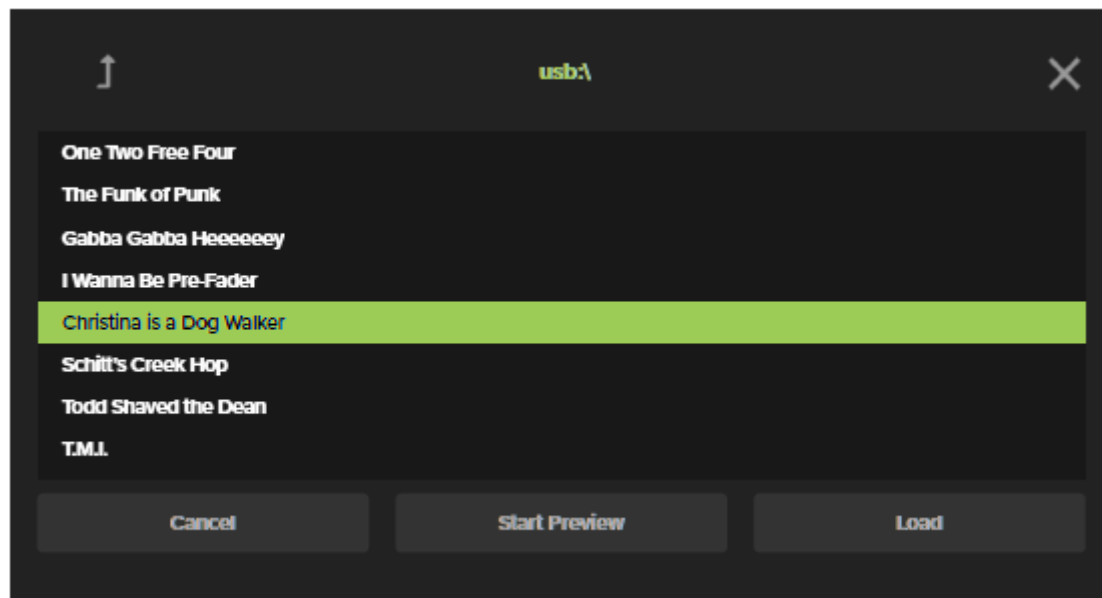 usb:\
One Two Free Four
The Funk of Punk
Gabba Gabba Heeeeeey
I Wanna Be Pre-Fader
Christina is a Dog Walker
Schitt's Creek Hop
Todd Shaved the Dean
T.M.I.
Cancel
Start Preview
Load